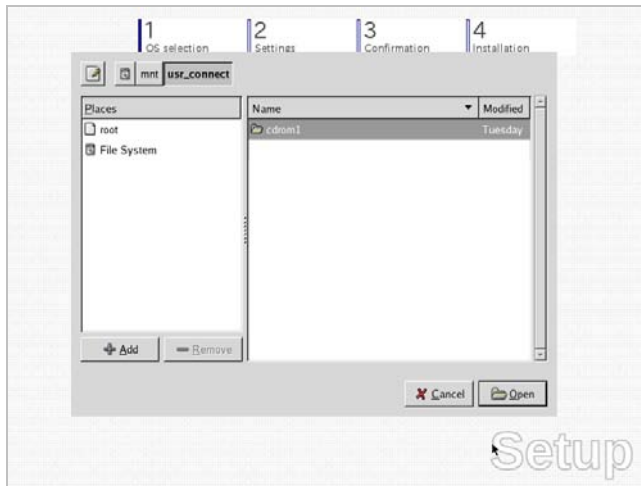 1 2 3 4
OS selection Settings Confirmation Installation
mnt usr_connect
Places
Name Modified
root
cdrom1 Tuesday
File System
Add Remove
Cancel Open
Setup